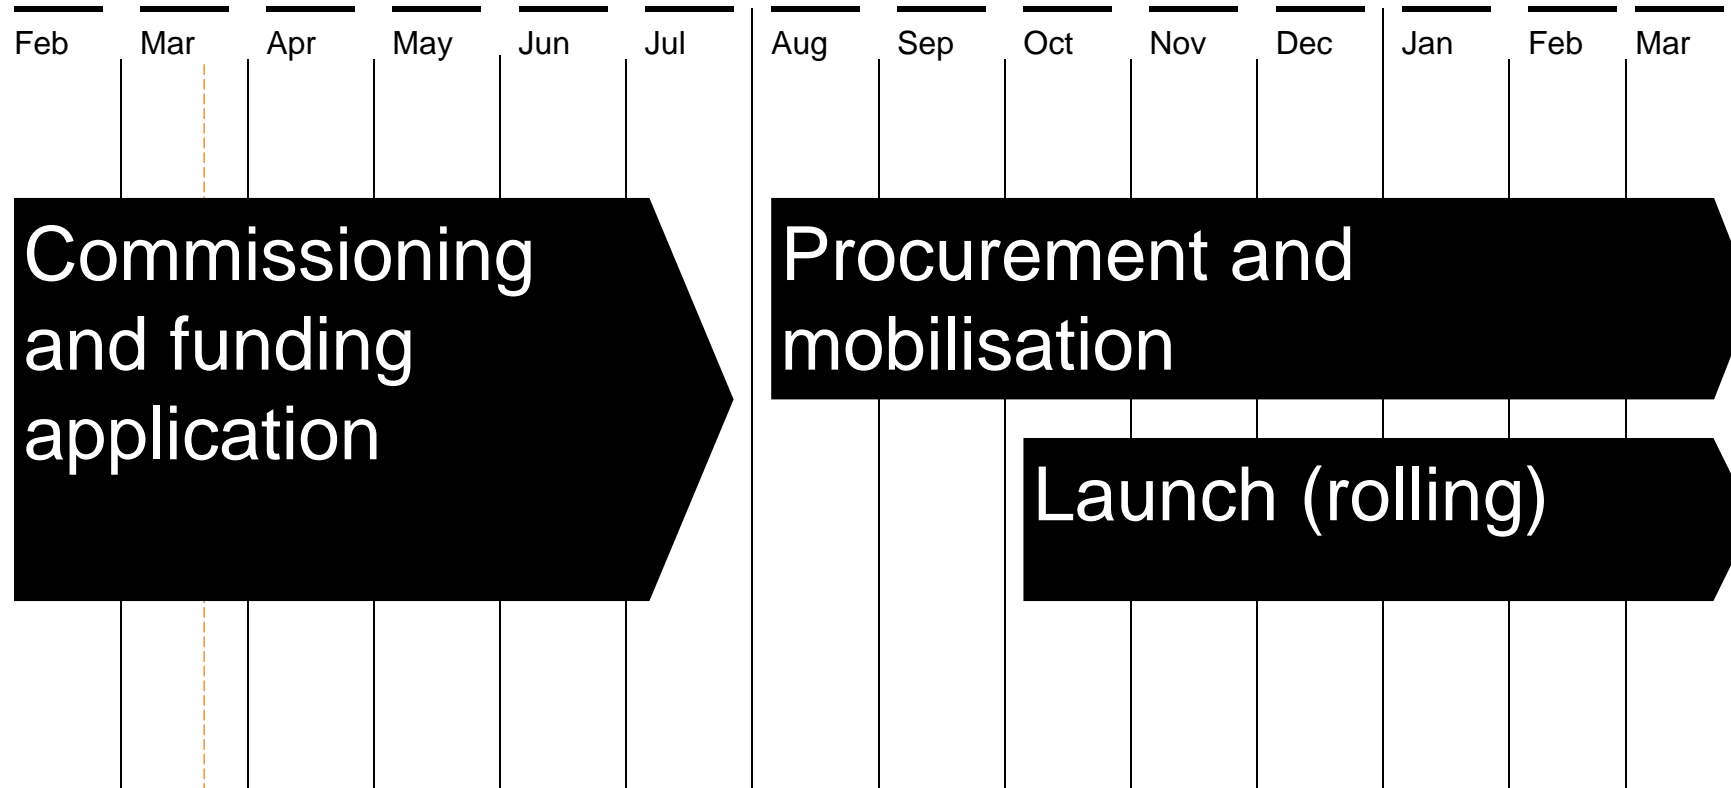 Feb Mar Apr May Jun Jul Aug Sep Oct Nov Dec Jan Feb Mar
Commissioning
and funding
application
Procurement and
mobilisation
Launch (rolling)